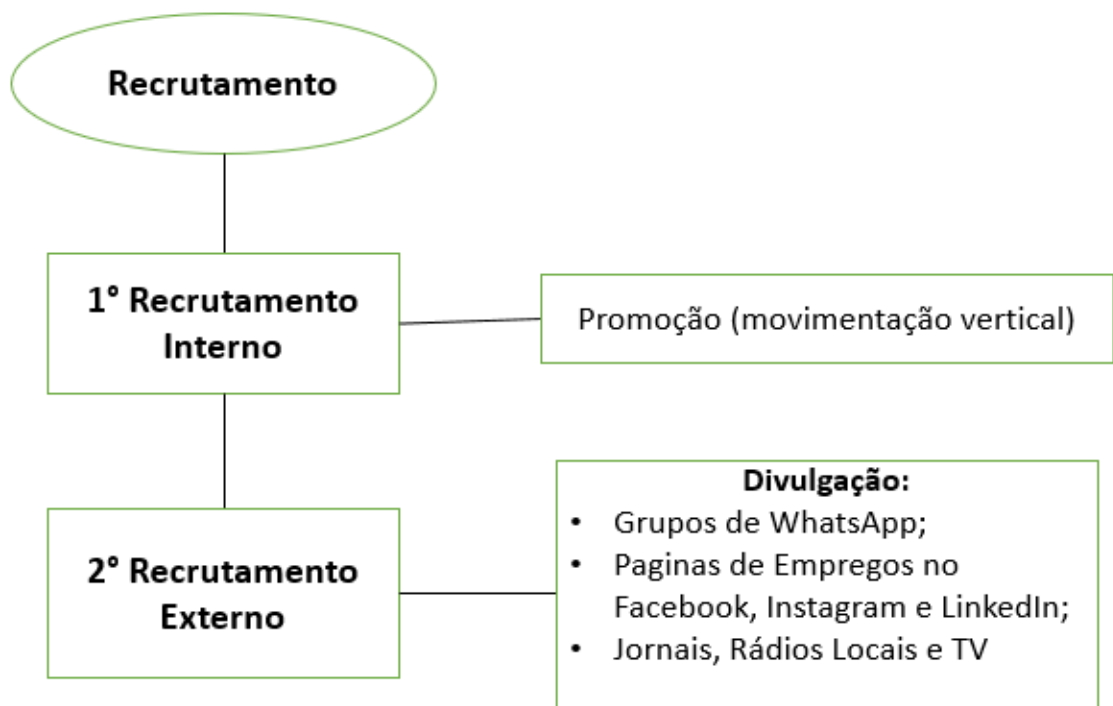 Recrutamento
1° Recrutamento
Interno
Promoção (movimentação vertical)
2° Recrutamento
Externo
Divulgação:
• Grupos de WhatsApp;
• Paginas de Empregos no
Facebook, Instagram e LinkedIn;
• Jornais, Rádios Locais e TV